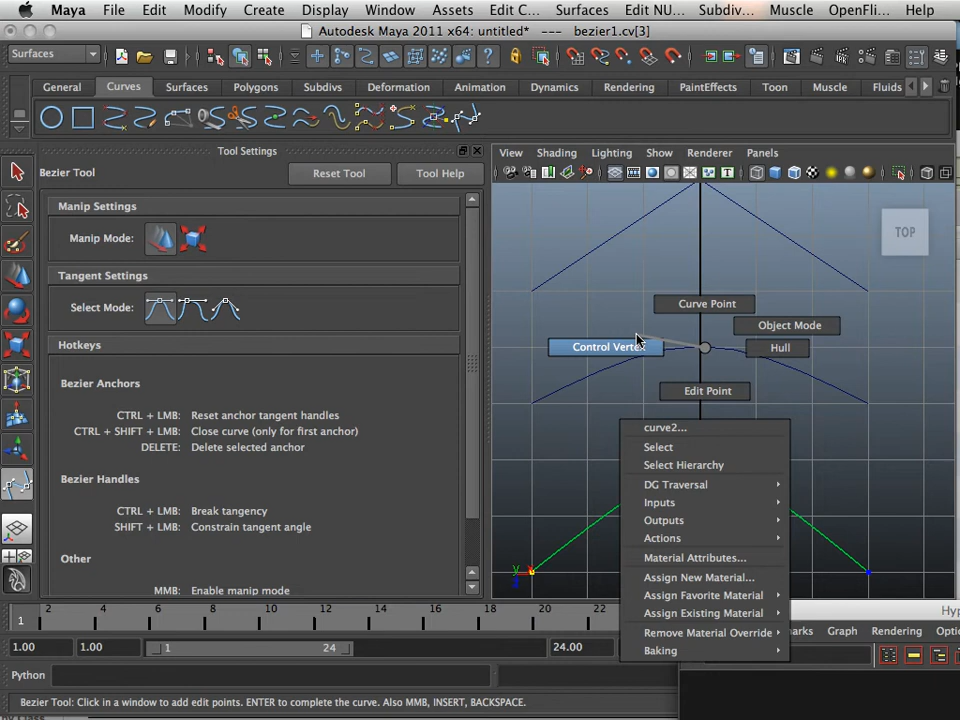 Maya File Edit Modify Create Display Window Assets Edit C... Surfaces Edit NU... Subdiv... Muscle OpenFli... Help
Autodesk Maya 2011 x64: untitled* --- bezier1.cv[3]
Surfaces
General Curves Surfaces Polygons Subdivs Deformation Animation Dynamics Rendering PaintEffects Toon Muscle Fluids
Tool Settings
View Shading Lighting Show Renderer Panels
Bezier Tool
Reset Tool Tool Help
Manip Settings
Manip Mode:
Tangent Settings
Select Mode:
Hotkeys
Bezier Anchors
CTRL + LMB: Reset anchor tangent handles
CTRL + SHIFT + LMB: Close curve (only for first anchor)
DELETE: Delete selected anchor
Bezier Handles
CTRL + LMB: Break tangency
SHIFT + LMB: Constrain tangent angle
Other
MMB: Enable manip mode
TOP
Curve Point
Object Mode
Control Verte
Hull
Edit Point
curve2...
Select
Select Hierarchy
DG Traversal
Inputs
Outputs
Actions
Material Attributes...
Assign New Material...
Assign Favorite Material
Assign Existing Material
Remove Material Override
Baking
y
1 2 4 6 8 10 12 14 16 18 20 22
Hyp
arks Graph Rendering Optio
1.00 1.00 1 24 24.00
Python
Bezier Tool: Click in a window to add edit points. ENTER to complete the curve. Also MMB, INSERT, BACKSPACE.